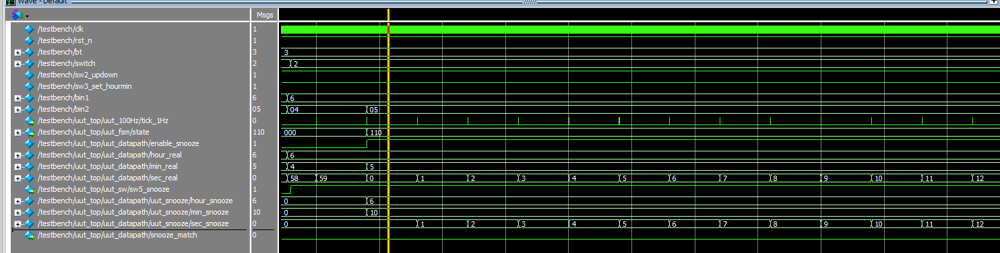 Wave - Default
Msgs
/testbench/clk 1
/testbench/rst_n 1
/testbench/bt 3 3
/testbench/switch 2 2
/testbench/sw2_updown 1
/testbench/sw3_set_hourmin 1
/testbench/bin1 6 6
/testbench/bin2 05 04 05
/testbench/uut_top/uut_100Hz/tick_1Hz 0
/testbench/uut_top/uut_fsm/state 110 000 110
/testbench/uut_top/uut_datapath/enable_snooze 1
/testbench/uut_top/uut_datapath/hour_real 6 6
/testbench/uut_top/uut_datapath/min_real 5 4 5
/testbench/uut_top/uut_datapath/sec_real 0 58 59 0 1 2 3 4 5 6 7 8 9 10 11 12
/testbench/uut_top/uut_sw/sw5_snooze 1
/testbench/uut_top/uut_datapath/uut_snooze/hour_snooze 6 0 6
/testbench/uut_top/uut_datapath/uut_snooze/min_snooze 10 0 10
/testbench/uut_top/uut_datapath/uut_snooze/sec_snooze 0 0 1 2 3 4 5 6 7 8 9 10 11 12
/testbench/uut_top/uut_datapath/snooze_match 0